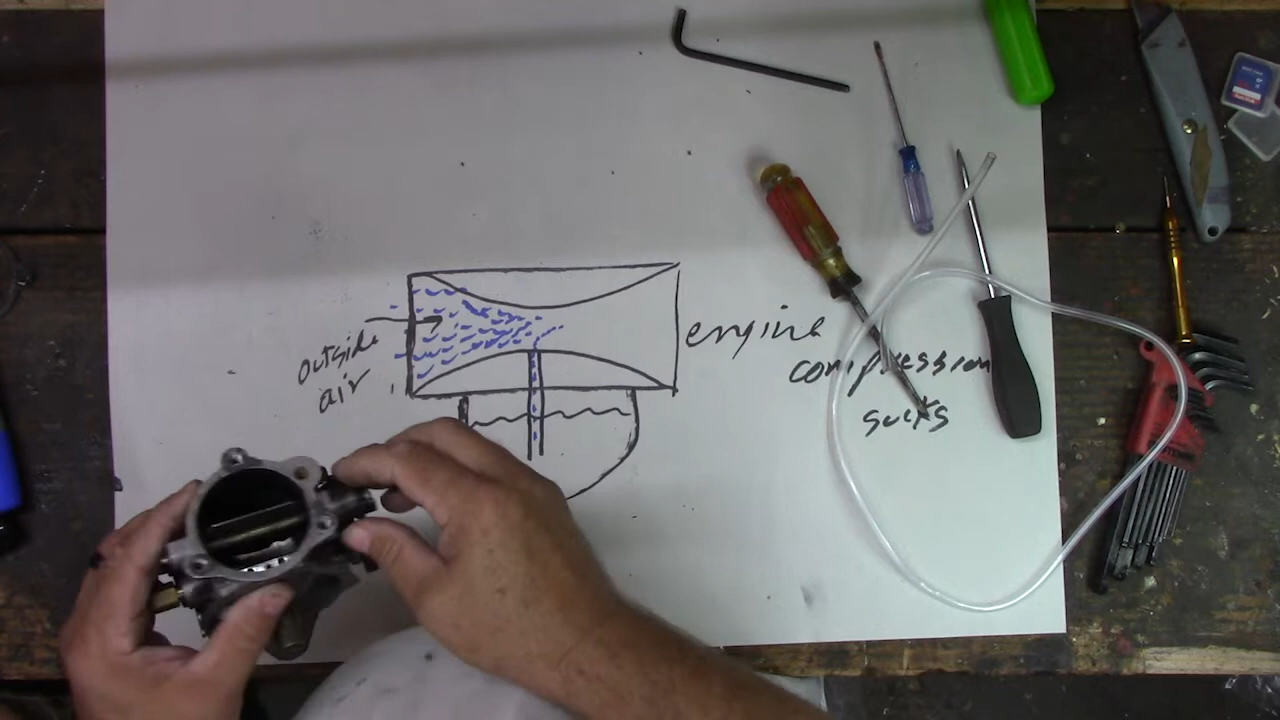 outside
air
engine
compression
sucks